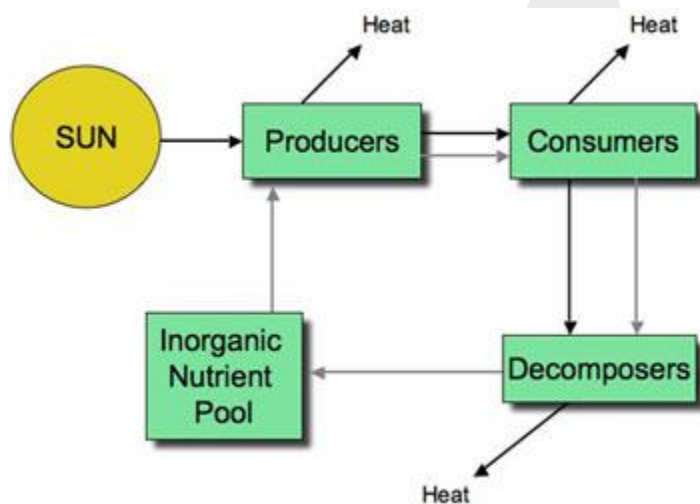 Heat
Heat
SUN
Producers
Consumers
Inorganic
Nutrient
Pool
Decomposers
Heat